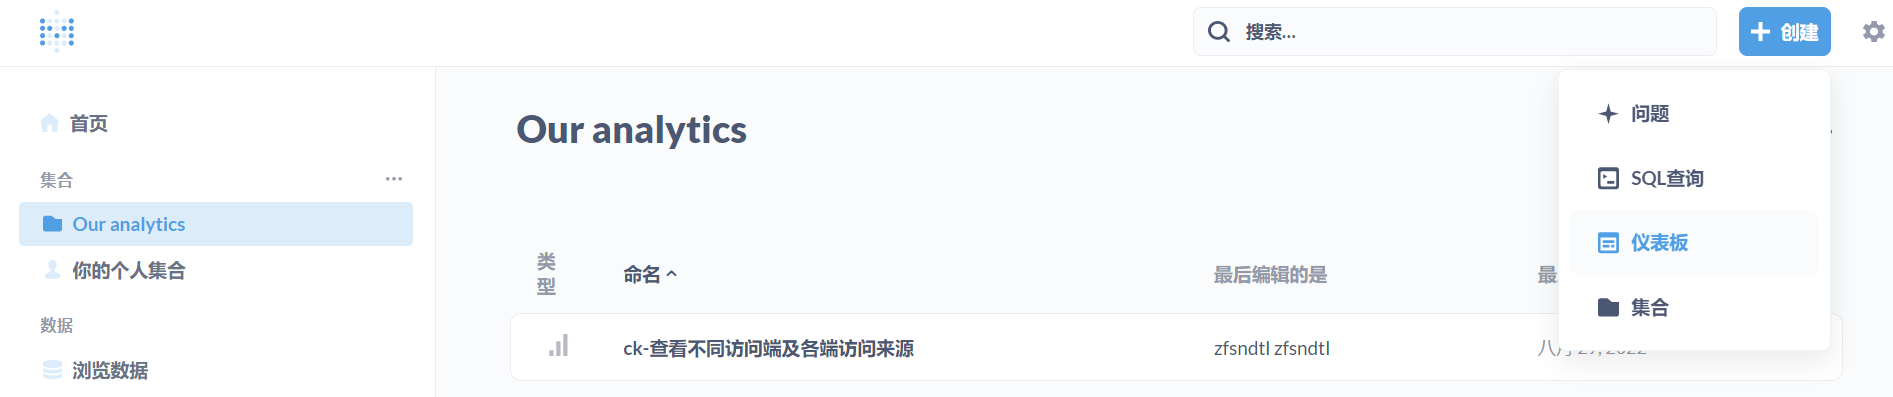 搜索...
创建
首页
集合
Our analytics
你的个人集合
数据
浏览数据
Our analytics
类型
命名
最后编辑的是
最
ck-查看不同访问端及各端访问来源
zfsndtl zfsndtl
问题
SQL查询
仪表板
集合